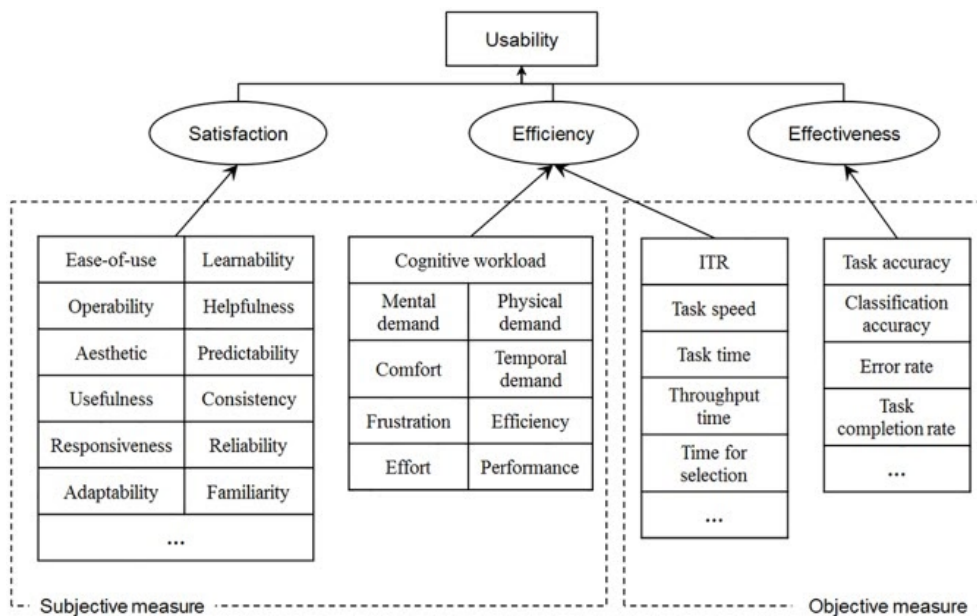 Usability
Satisfaction
Efficiency
Effectiveness
Ease-of-use
Learnability
Operability
Helpfulness
Aesthetic
Predictability
Usefulness
Consistency
Responsiveness
Reliability
Adaptability
Familiarity
...
Cognitive workload
Mental
demand
Physical
demand
Comfort
Temporal
demand
Frustration
Efficiency
Effort
Performance
ITR
Task speed
Task time
Throughput
time
Time for
selection
...
Task accuracy
Classification
accuracy
Error rate
Task
completion rate
...
Subjective measure
Objective measure